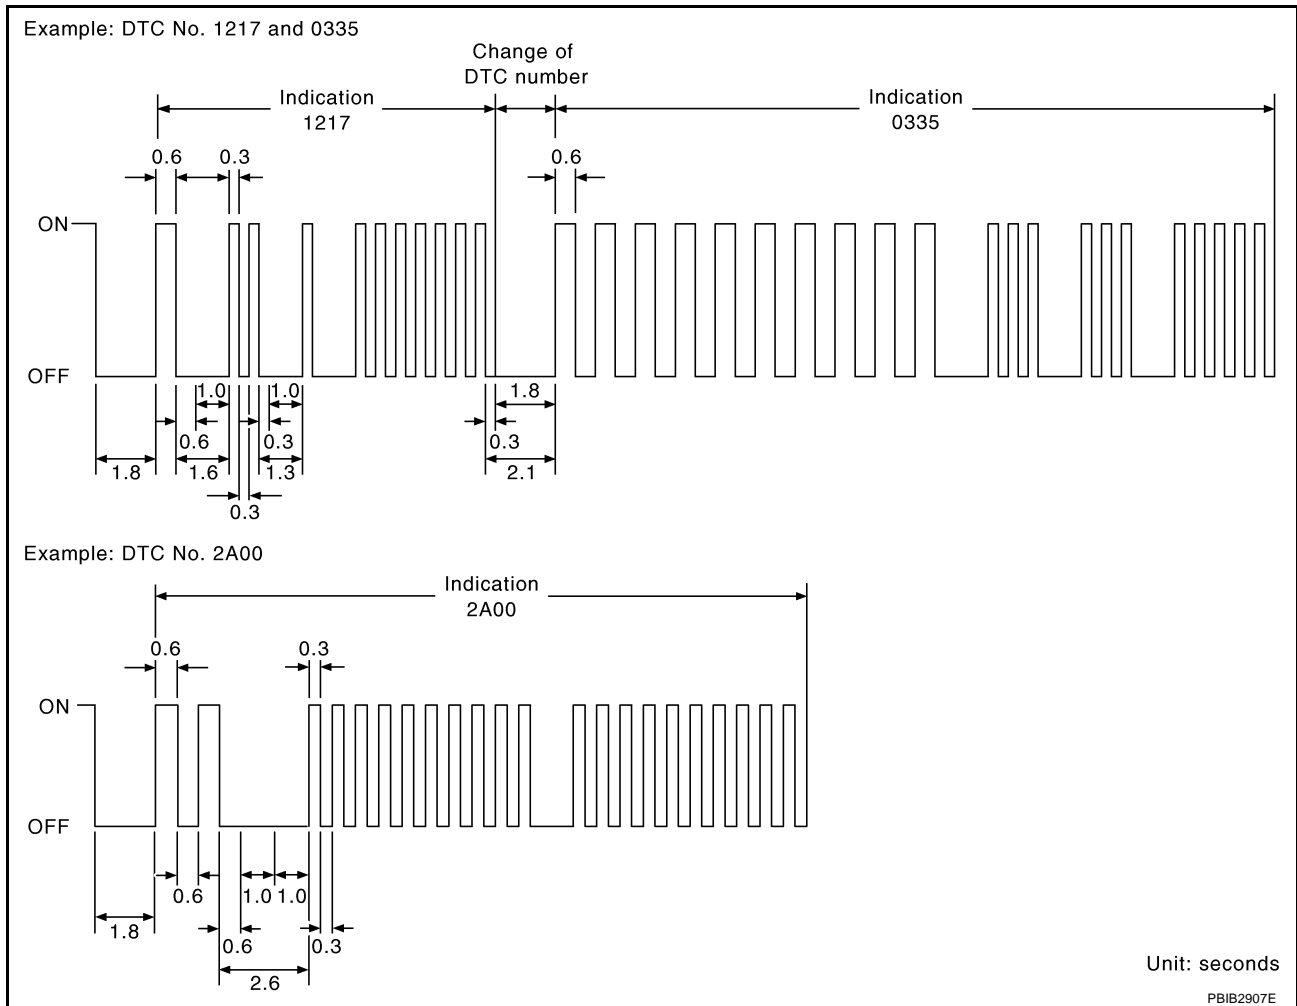 Example: DTC No. 1217 and 0335
Change of
DTC number
Indication
1217
Indication
0335
0.6
0.3
0.6
ON
OFF
1.0
1.0
1.8
0.6
0.3
0.3
1.8
1.6
1.3
2.1
0.3
Example: DTC No. 2A00
Indication
2A00
0.6
0.3
ON
OFF
0.6
1.0
1.0
1.8
0.6
0.3
2.6
Unit: seconds
PBIB2907E